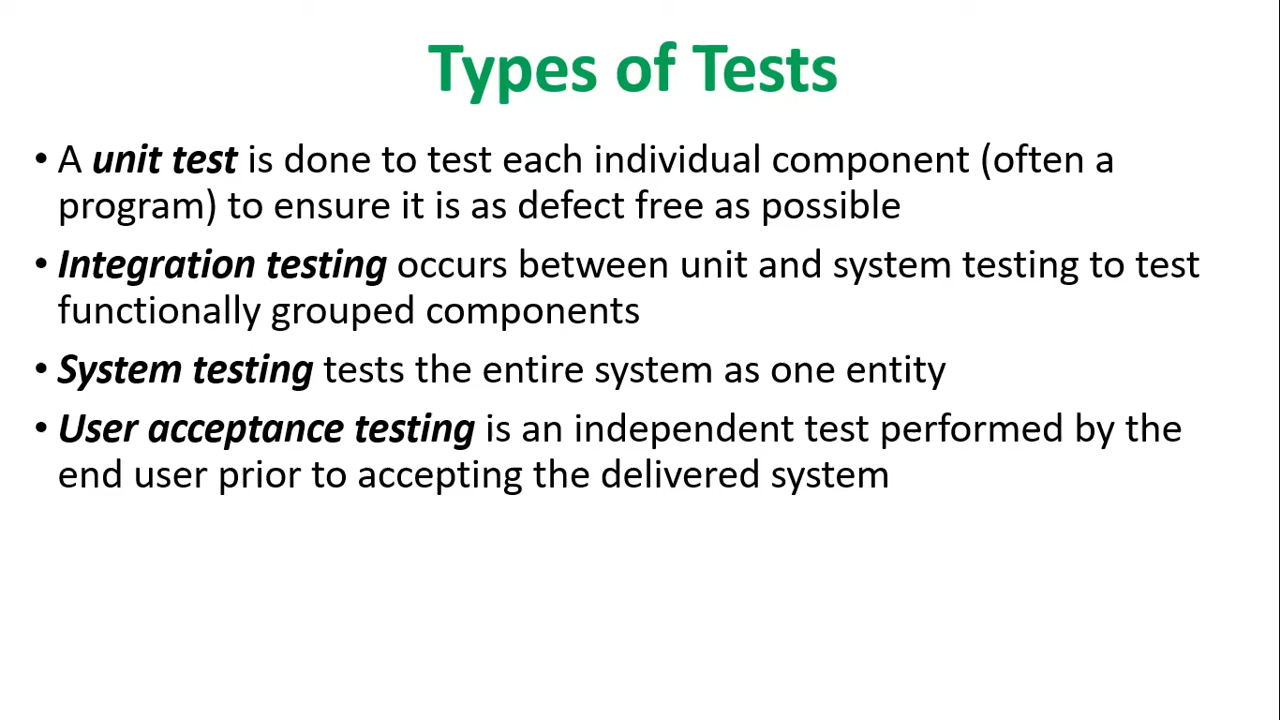 Types of Tests
• A unit test is done to test each individual component (often a
program) to ensure it is as defect free as possible
• Integration testing occurs between unit and system testing to test
functionally grouped components
• System testing tests the entire system as one entity
• User acceptance testing is an independent test performed by the
end user prior to accepting the delivered system